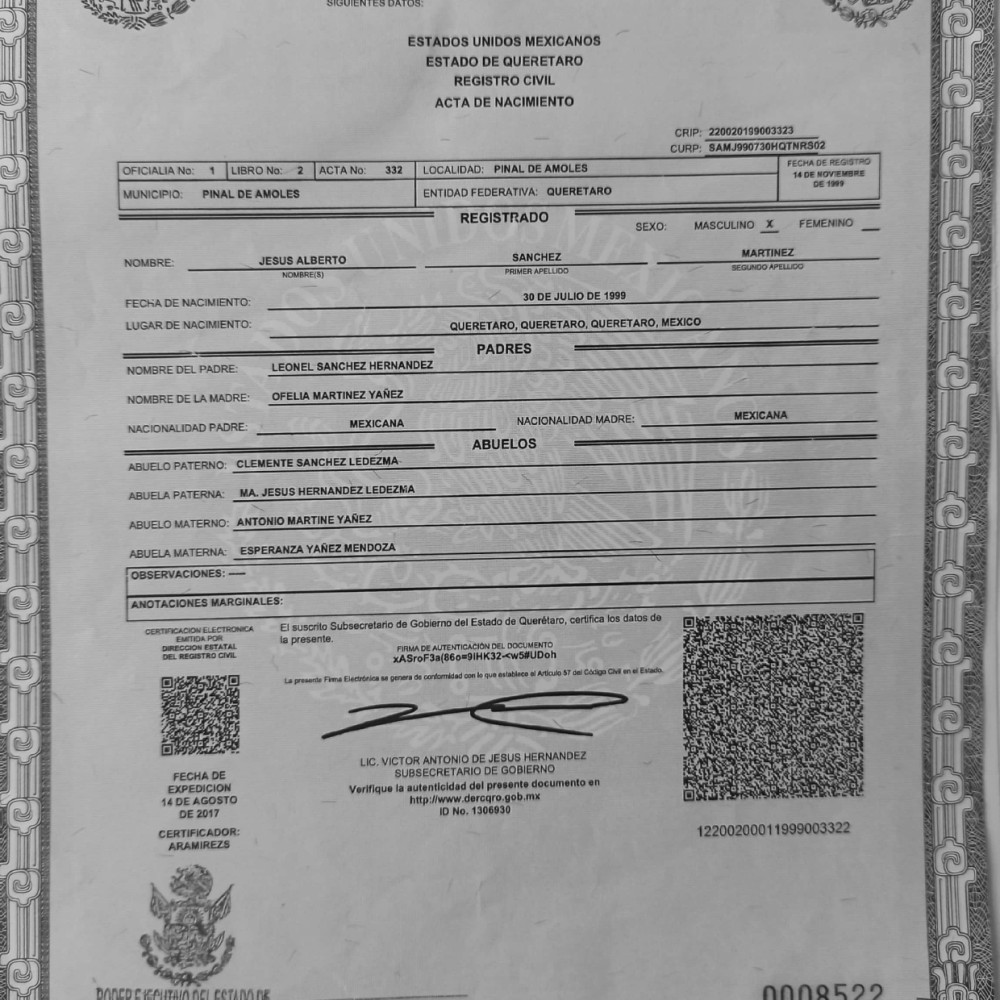 SIGUIENTES DATOS:
ESTADOS UNIDOS MEXICANOS
ESTADO DE QUERETARO
REGISTRO CIVIL
ACTA DE NACIMIENTO
CRIP: 220020199003323
CURP: SAMJ990730HQTNRS02
OFICIALIA No: 1 LIBRO No: 2 ACTA No: 332 LOCALIDAD: PINAL DE AMOLES
FECHA DE REGISTRO
14 DE NOVIEMBRE
DE 1999
MUNICIPIO: PINAL DE AMOLES ENTIDAD FEDERATIVA: QUERETARO
REGISTRADO
SEXO: MASCULINO X FEMENINO
NOMBRE: JESUS ALBERTO SANCHEZ MARTINEZ
NOMBRE(S) PRIMER APELLIDO SEGUNDO APELLIDO
FECHA DE NACIMIENTO: 30 DE JULIO DE 1999
LUGAR DE NACIMIENTO: QUERETARO, QUERETARO, QUERETARO, MEXICO
PADRES
NOMBRE DEL PADRE: LEONEL SANCHEZ HERNANDEZ
NOMBRE DE LA MADRE: OFELIA MARTINEZ YAÑEZ
NACIONALIDAD PADRE: MEXICANA NACIONALIDAD MADRE: MEXICANA
ABUELOS
ABUELO PATERNO: CLEMENTE SANCHEZ LEDEZMA
ABUELA PATERNA: MA. JESUS HERNANDEZ LEDEZMA
ABUELO MATERNO: ANTONIO MARTINE YAÑEZ
ABUELA MATERNA: ESPERANZA YAÑEZ MENDOZA
OBSERVACIONES: —
ANOTACIONES MARGINALES:
CERTIFICACION ELECTRONICA
EMITIDA POR
DIRECCION ESTATAL
DEL REGISTRO CIVIL
El suscrito Subsecretario de Gobierno del Estado de Querétaro, certifica los datos de
la presente.
FIRMA DE AUTENTICACIÓN DEL DOCUMENTO
xASroF3a(86o=9IHK32-<w5#UDoh
La presente Firma Electrónica se genera de conformidad con lo que establece el Artículo 57 del Código Civil en el Estado.
LIC. VICTOR ANTONIO DE JESUS HERNANDEZ
SUBSECRETARIO DE GOBIERNO
Verifique la autenticidad del presente documento en
http://www.dercqro.gob.mx
ID No. 1306930
FECHA DE
EXPEDICION
14 DE AGOSTO
DE 2017
CERTIFICADOR:
ARAMIREZS
12200200011999003322
PODER EJECUTIVO DEL ESTADO DE
0008522